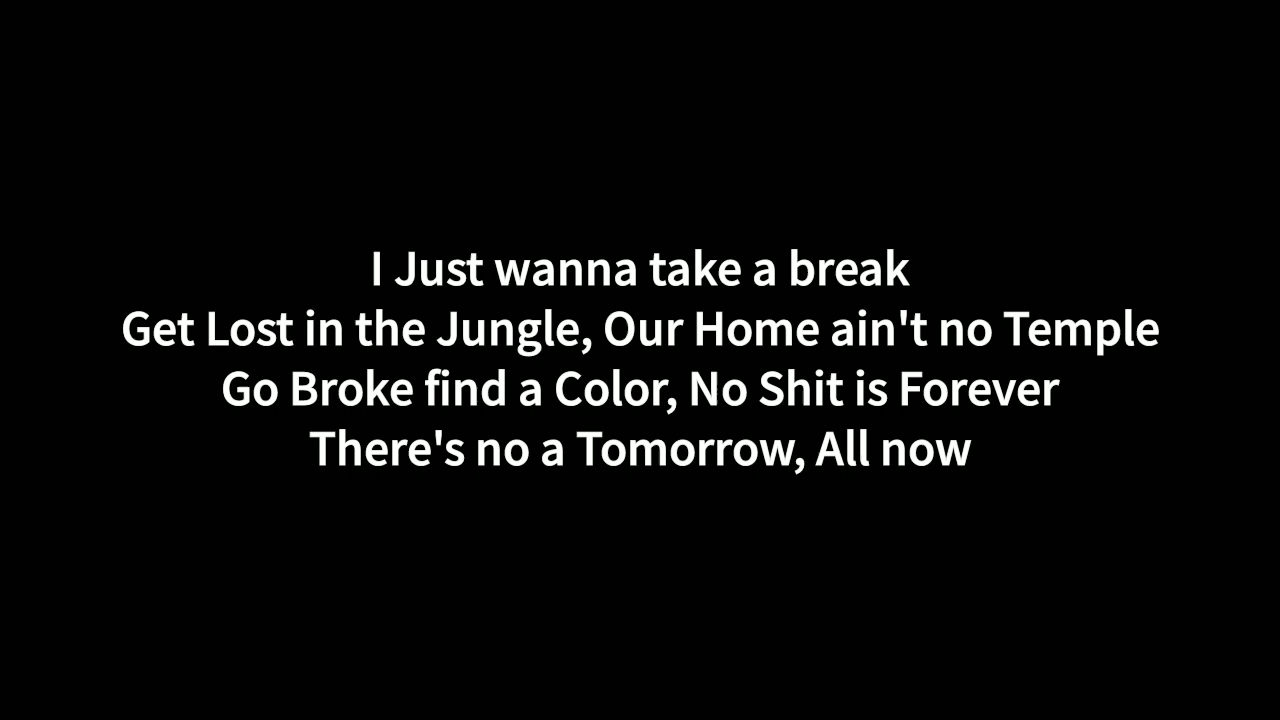 I Just wanna take a break
Get Lost in the Jungle, Our Home ain't no Temple
Go Broke find a Color, No Shit is Forever
There's no a Tomorrow, All now